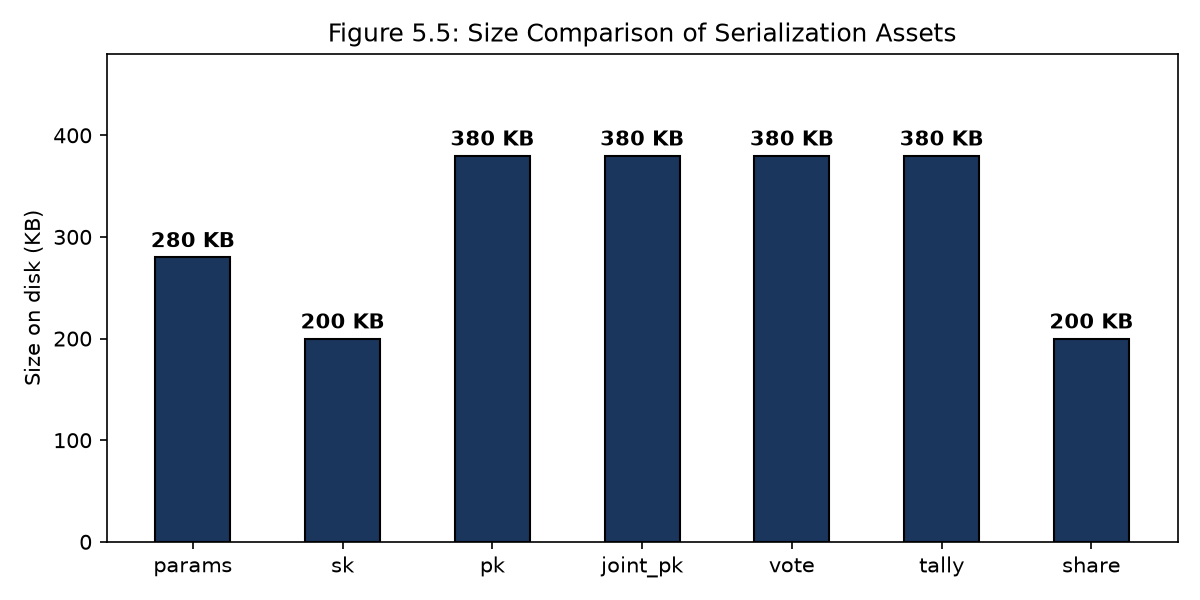 Figure 5.5: Size Comparison of Serialization Assets
Size on disk (KB)
400
300
200
100
0
280 KB
200 KB
380 KB
380 KB
380 KB
380 KB
200 KB
params
sk
pk
joint_pk
vote
tally
share